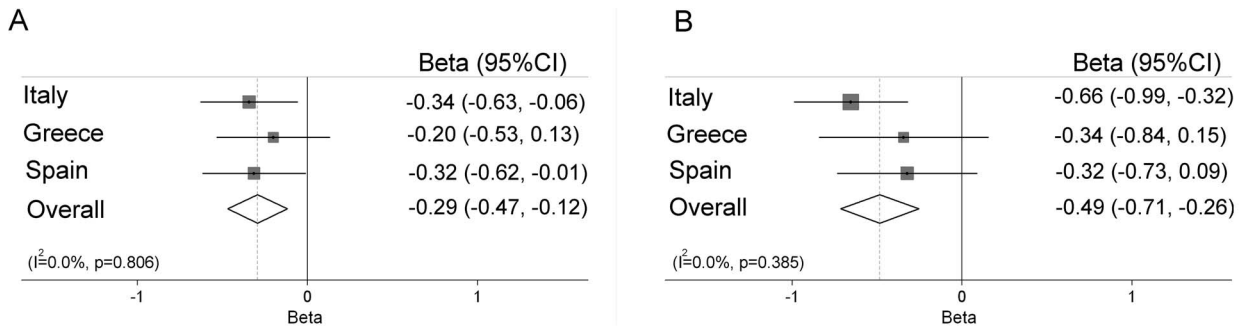 A
Beta (95%CI)
Italy -0.34 (-0.63, -0.06)
Greece -0.20 (-0.53, 0.13)
Spain -0.32 (-0.62, -0.01)
Overall -0.29 (-0.47, -0.12)
(I²=0.0%, p=0.806)
-1 0 1
Beta
B
Beta (95%CI)
Italy -0.66 (-0.99, -0.32)
Greece -0.34 (-0.84, 0.15)
Spain -0.32 (-0.73, 0.09)
Overall -0.49 (-0.71, -0.26)
(I²=0.0%, p=0.385)
-1 0 1
Beta